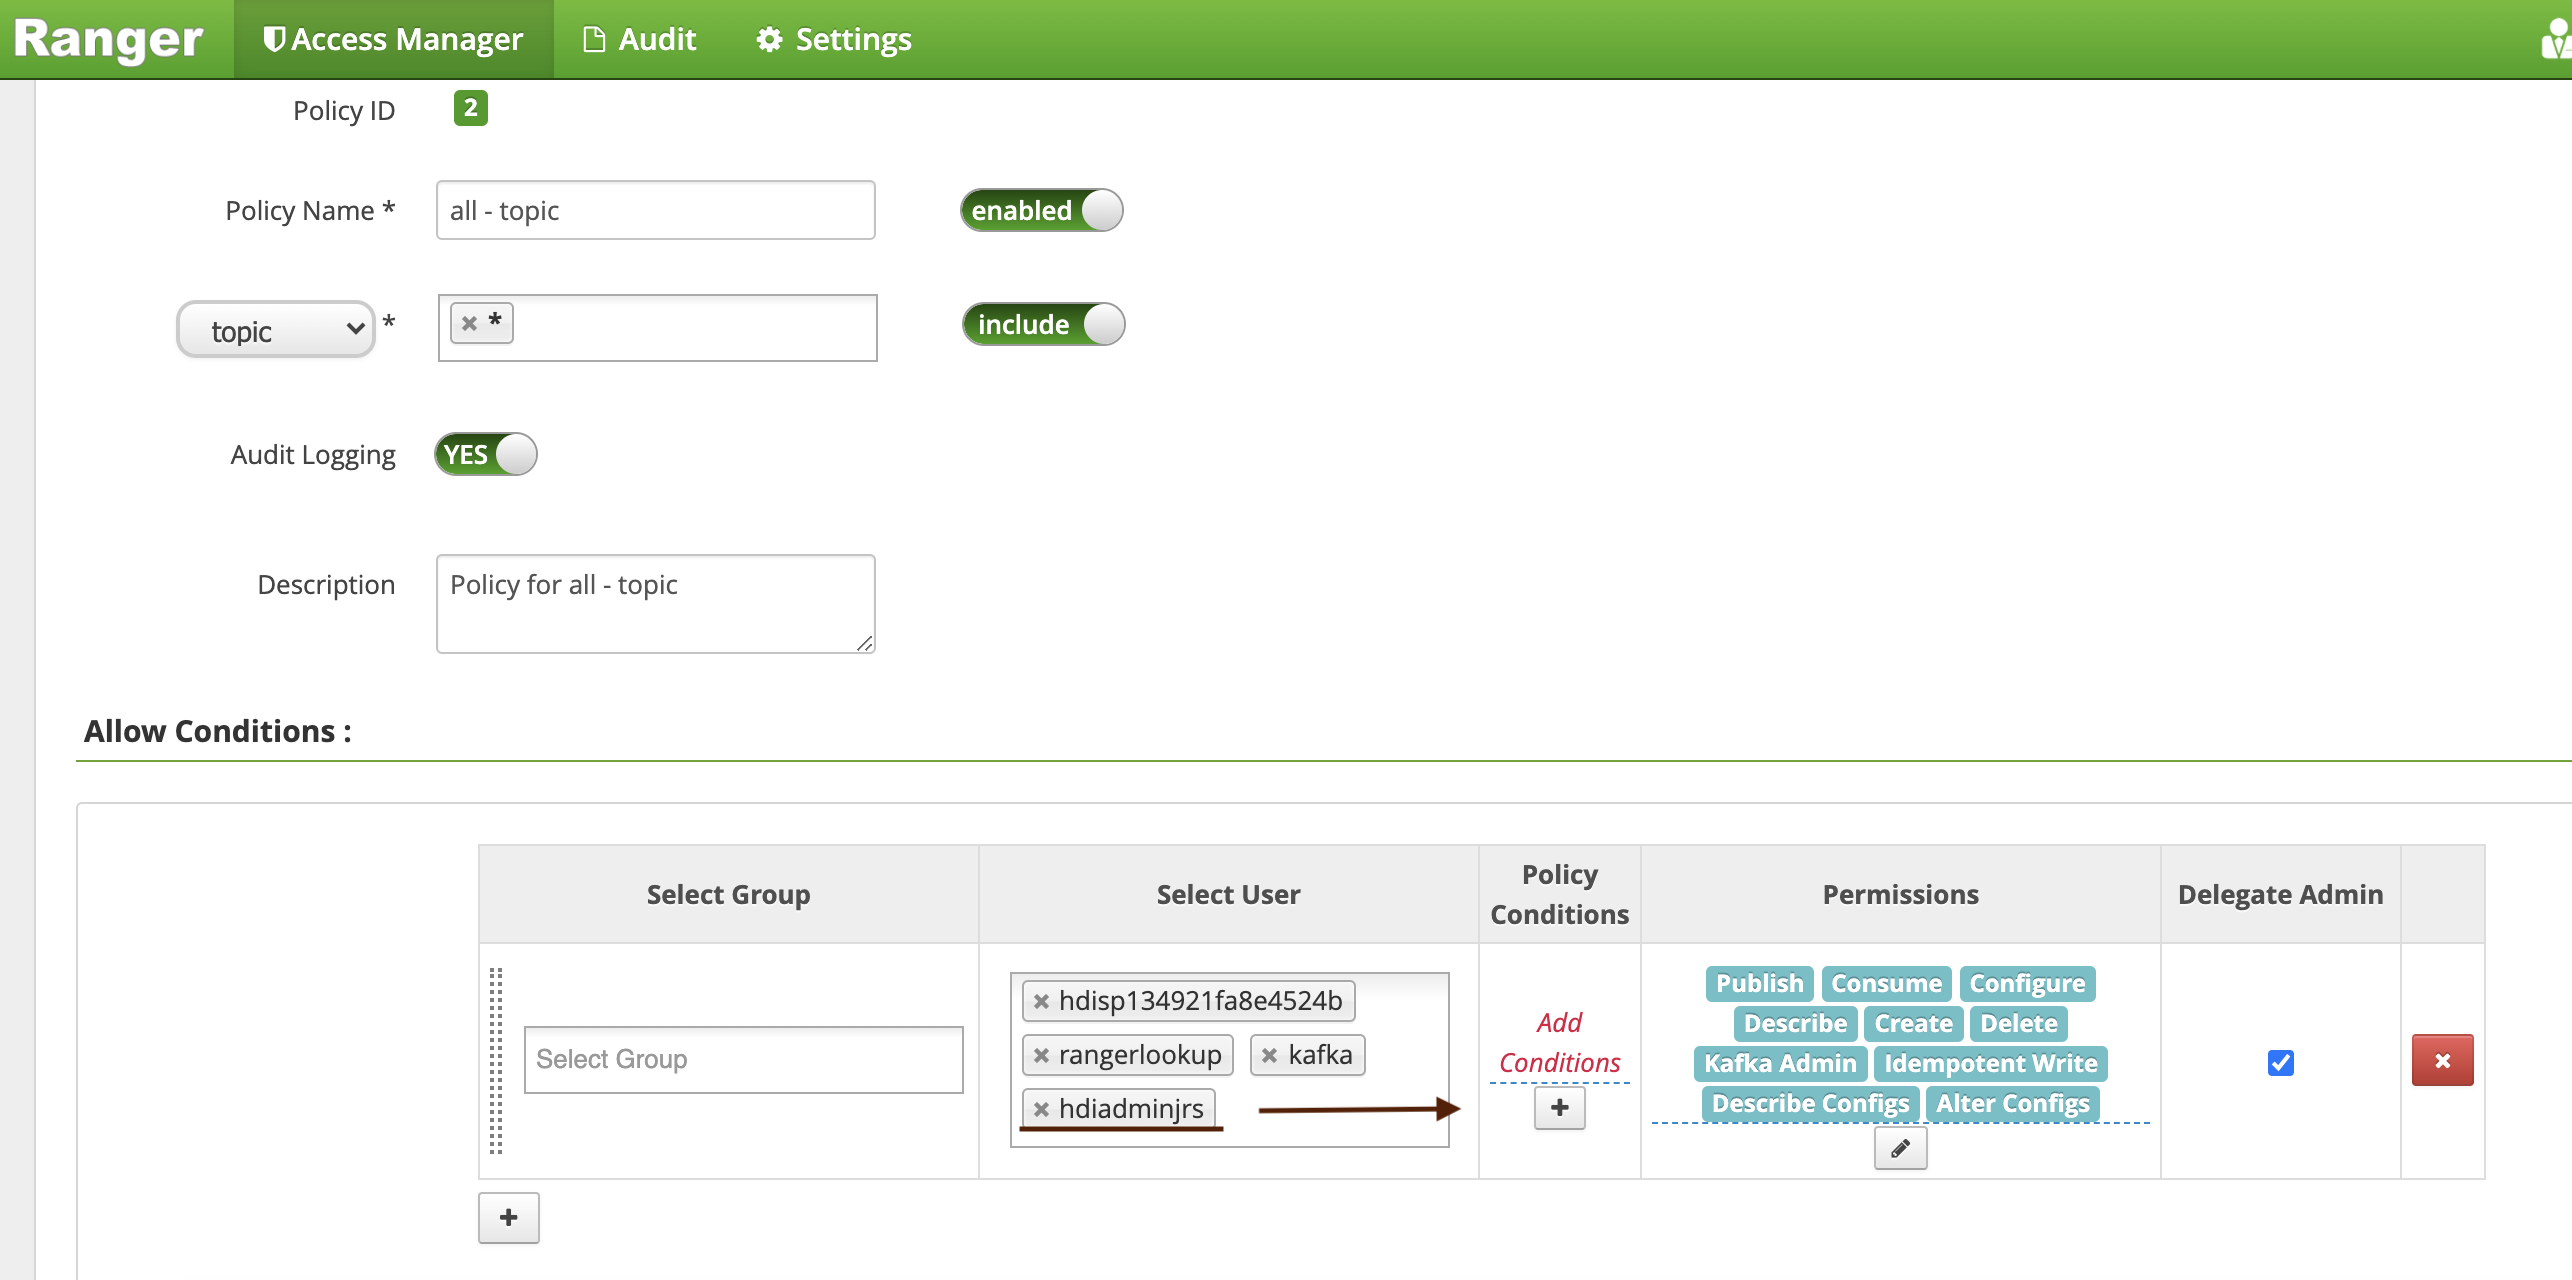 Ranger Access Manager Audit Settings
Policy ID 2
Policy Name * all - topic enabled
topic * * include
Audit Logging YES
Description Policy for all - topic
Allow Conditions :
Select Group Select User Policy Conditions Permissions Delegate Admin
Select Group
hdisp134921fa8e4524b
rangerlookup kafka
hdiadminjrs
Add
Conditions
+
Publish Consume Configure
Describe Create Delete
Kafka Admin Idempotent Write
Describe Configs Alter Configs
+